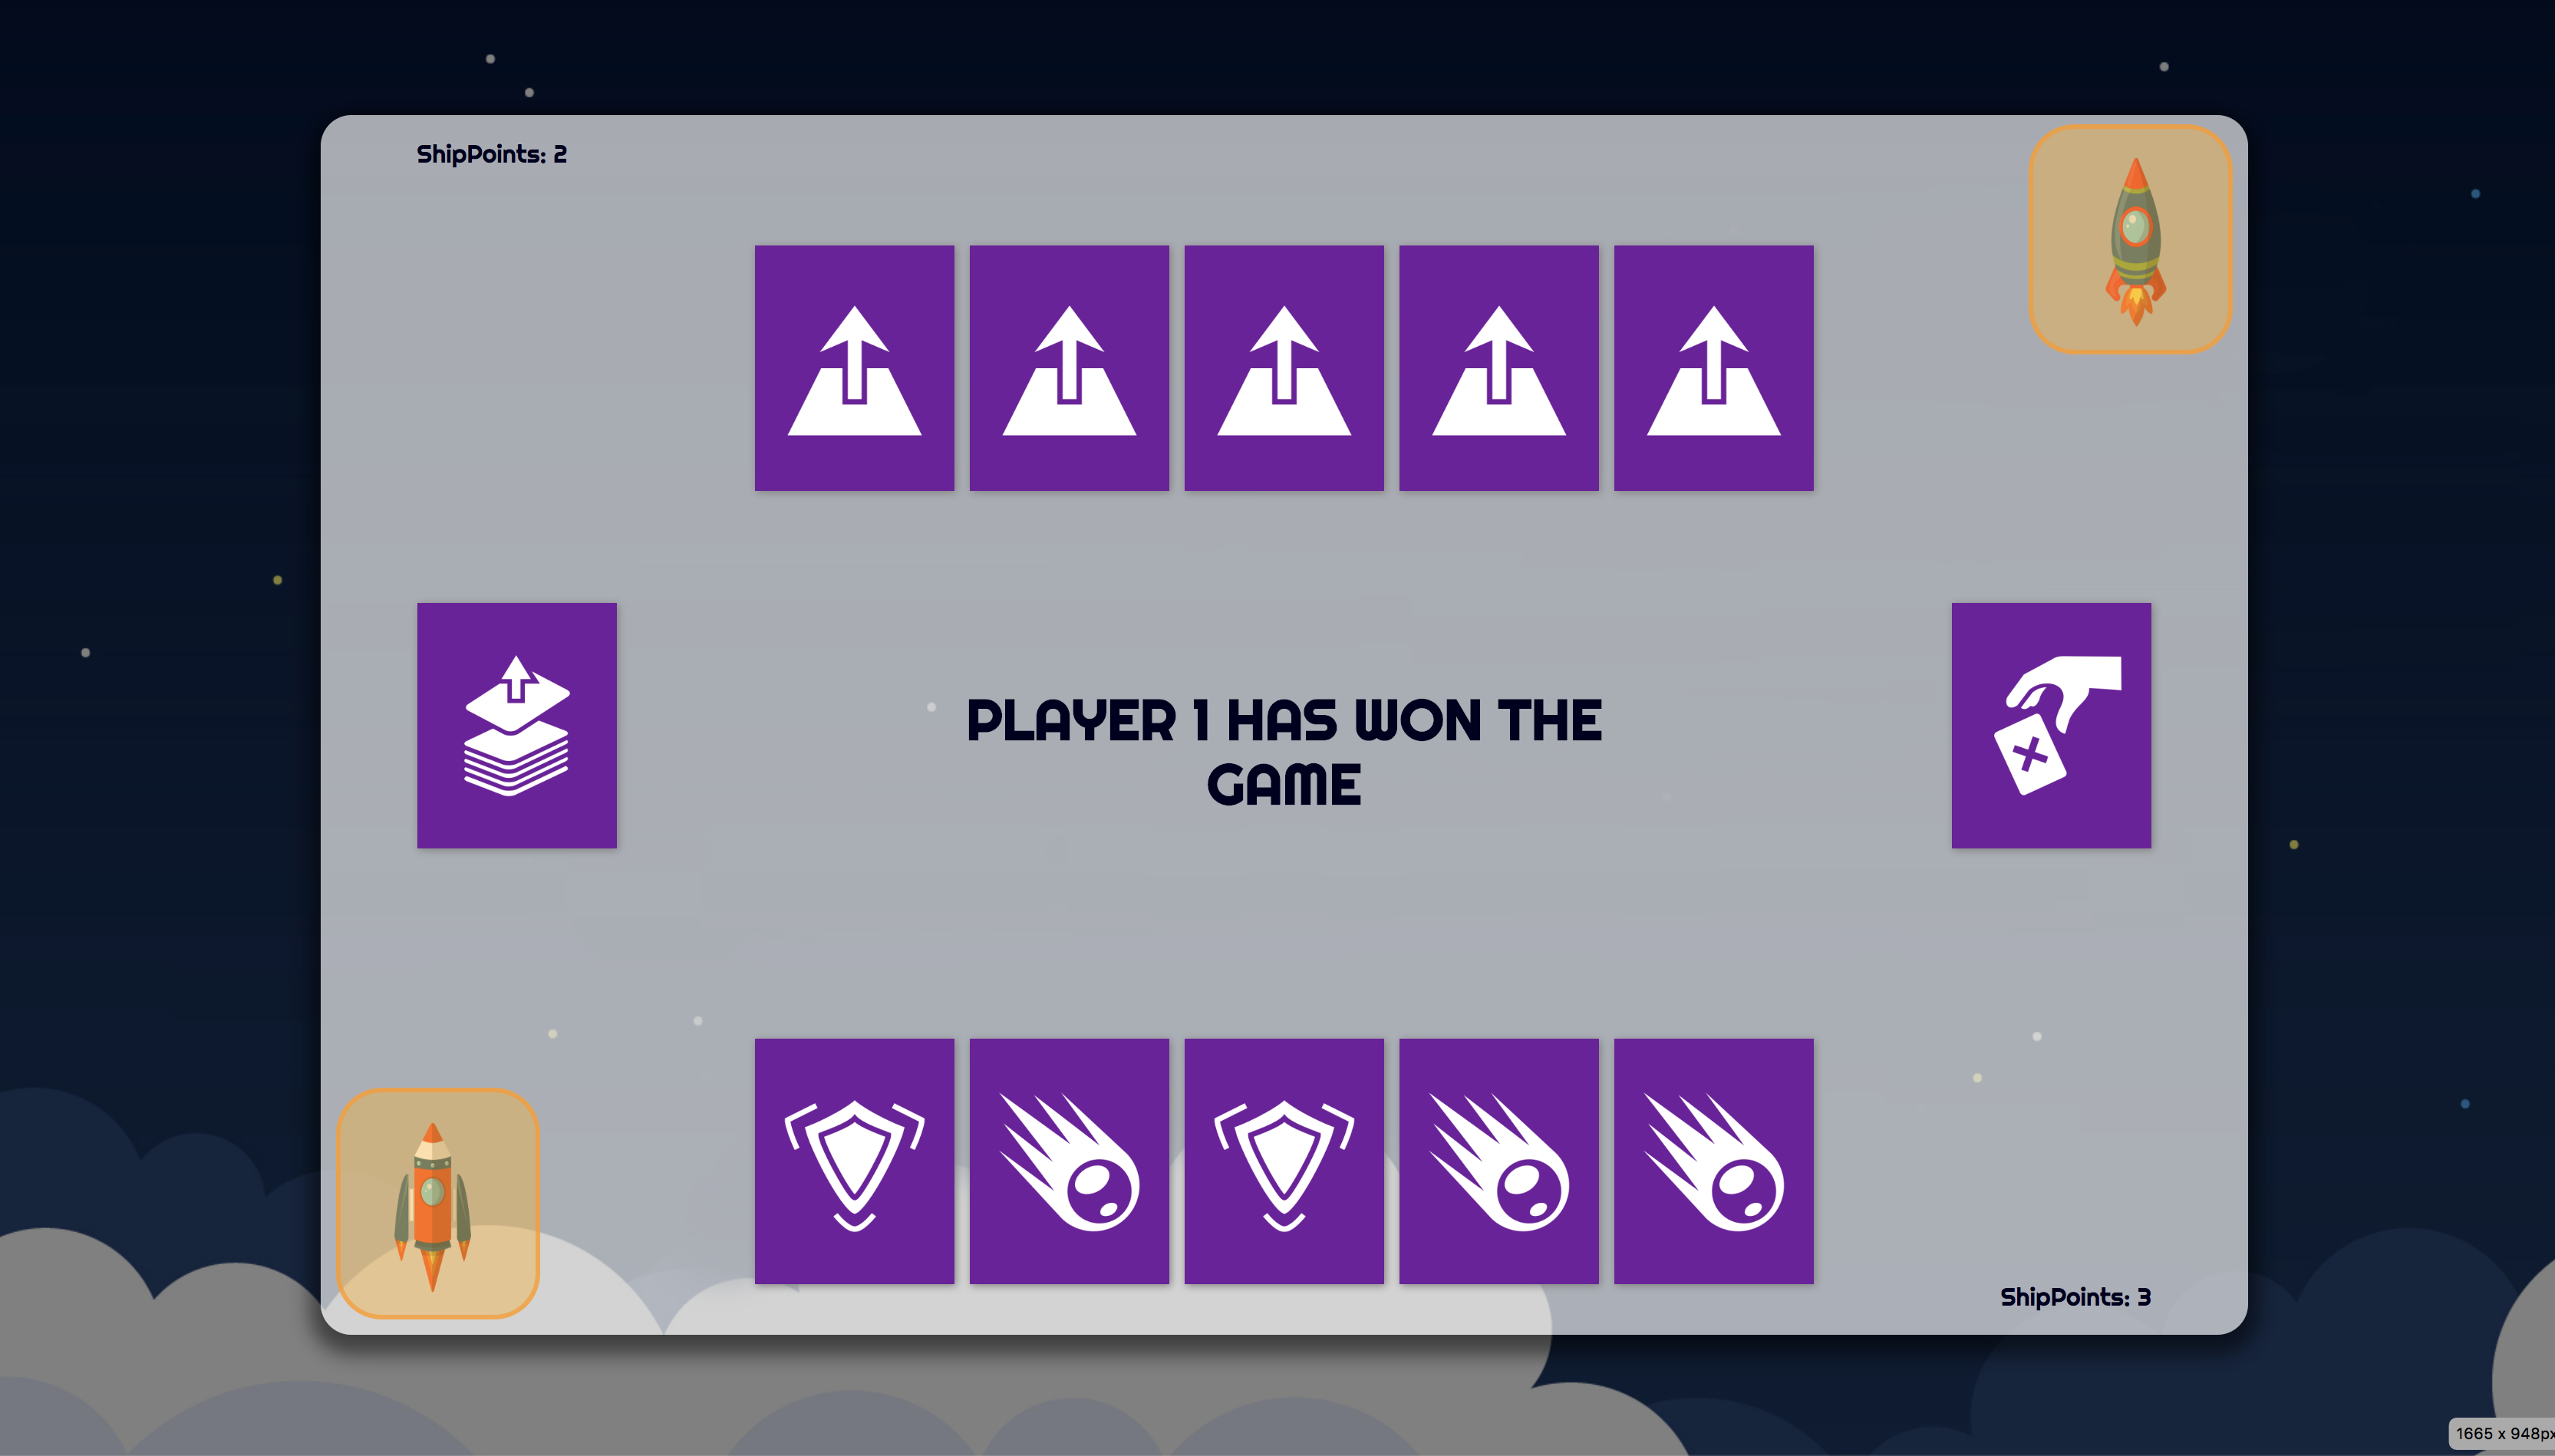 ShipPoints: 2
PLAYER 1 HAS WON THE
GAME
ShipPoints: 3
1665 x 948px